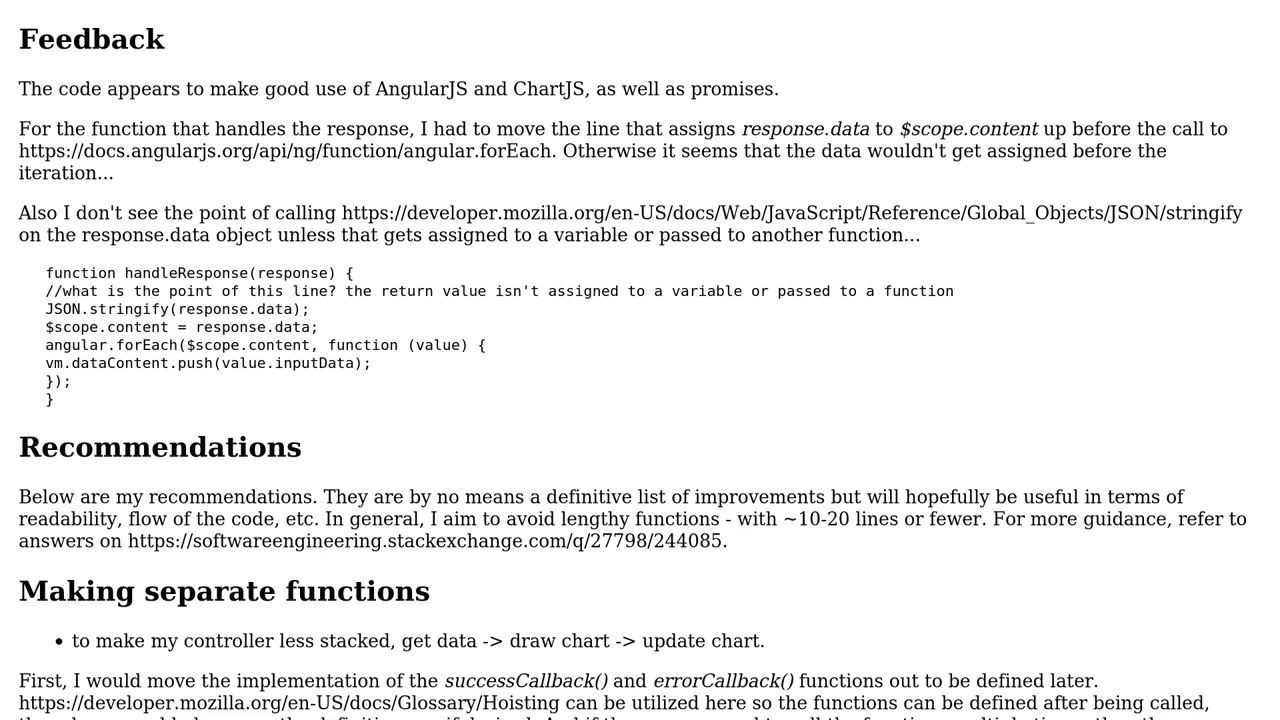 Feedback
The code appears to make good use of AngularJS and ChartJS, as well as promises.
For the function that handles the response, I had to move the line that assigns response.data to $scope.content up before the call to
https://docs.angularjs.org/api/ng/function/angular.forEach. Otherwise it seems that the data wouldn't get assigned before the
iteration...
Also I don't see the point of calling https://developer.mozilla.org/en-US/docs/Web/JavaScript/Reference/Global_Objects/JSON/stringify
on the response.data object unless that gets assigned to a variable or passed to another function...
function handleResponse(response) {
//what is the point of this line? the return value isn't assigned to a variable or passed to a function
JSON.stringify(response.data);
$scope.content = response.data;
angular.forEach($scope.content, function (value) {
vm.dataContent.push(value.inputData);
});
}
Recommendations
Below are my recommendations. They are by no means a definitive list of improvements but will hopefully be useful in terms of
readability, flow of the code, etc. In general, I aim to avoid lengthy functions - with ~10-20 lines or fewer. For more guidance, refer to
answers on https://softwareengineering.stackexchange.com/q/27798/244085.
Making separate functions
• to make my controller less stacked, get data -> draw chart -> update chart.
First, I would move the implementation of the successCallback() and errorCallback() functions out to be defined later.
https://developer.mozilla.org/en-US/docs/Glossary/Hoisting can be utilized here so the functions can be defined after being called,